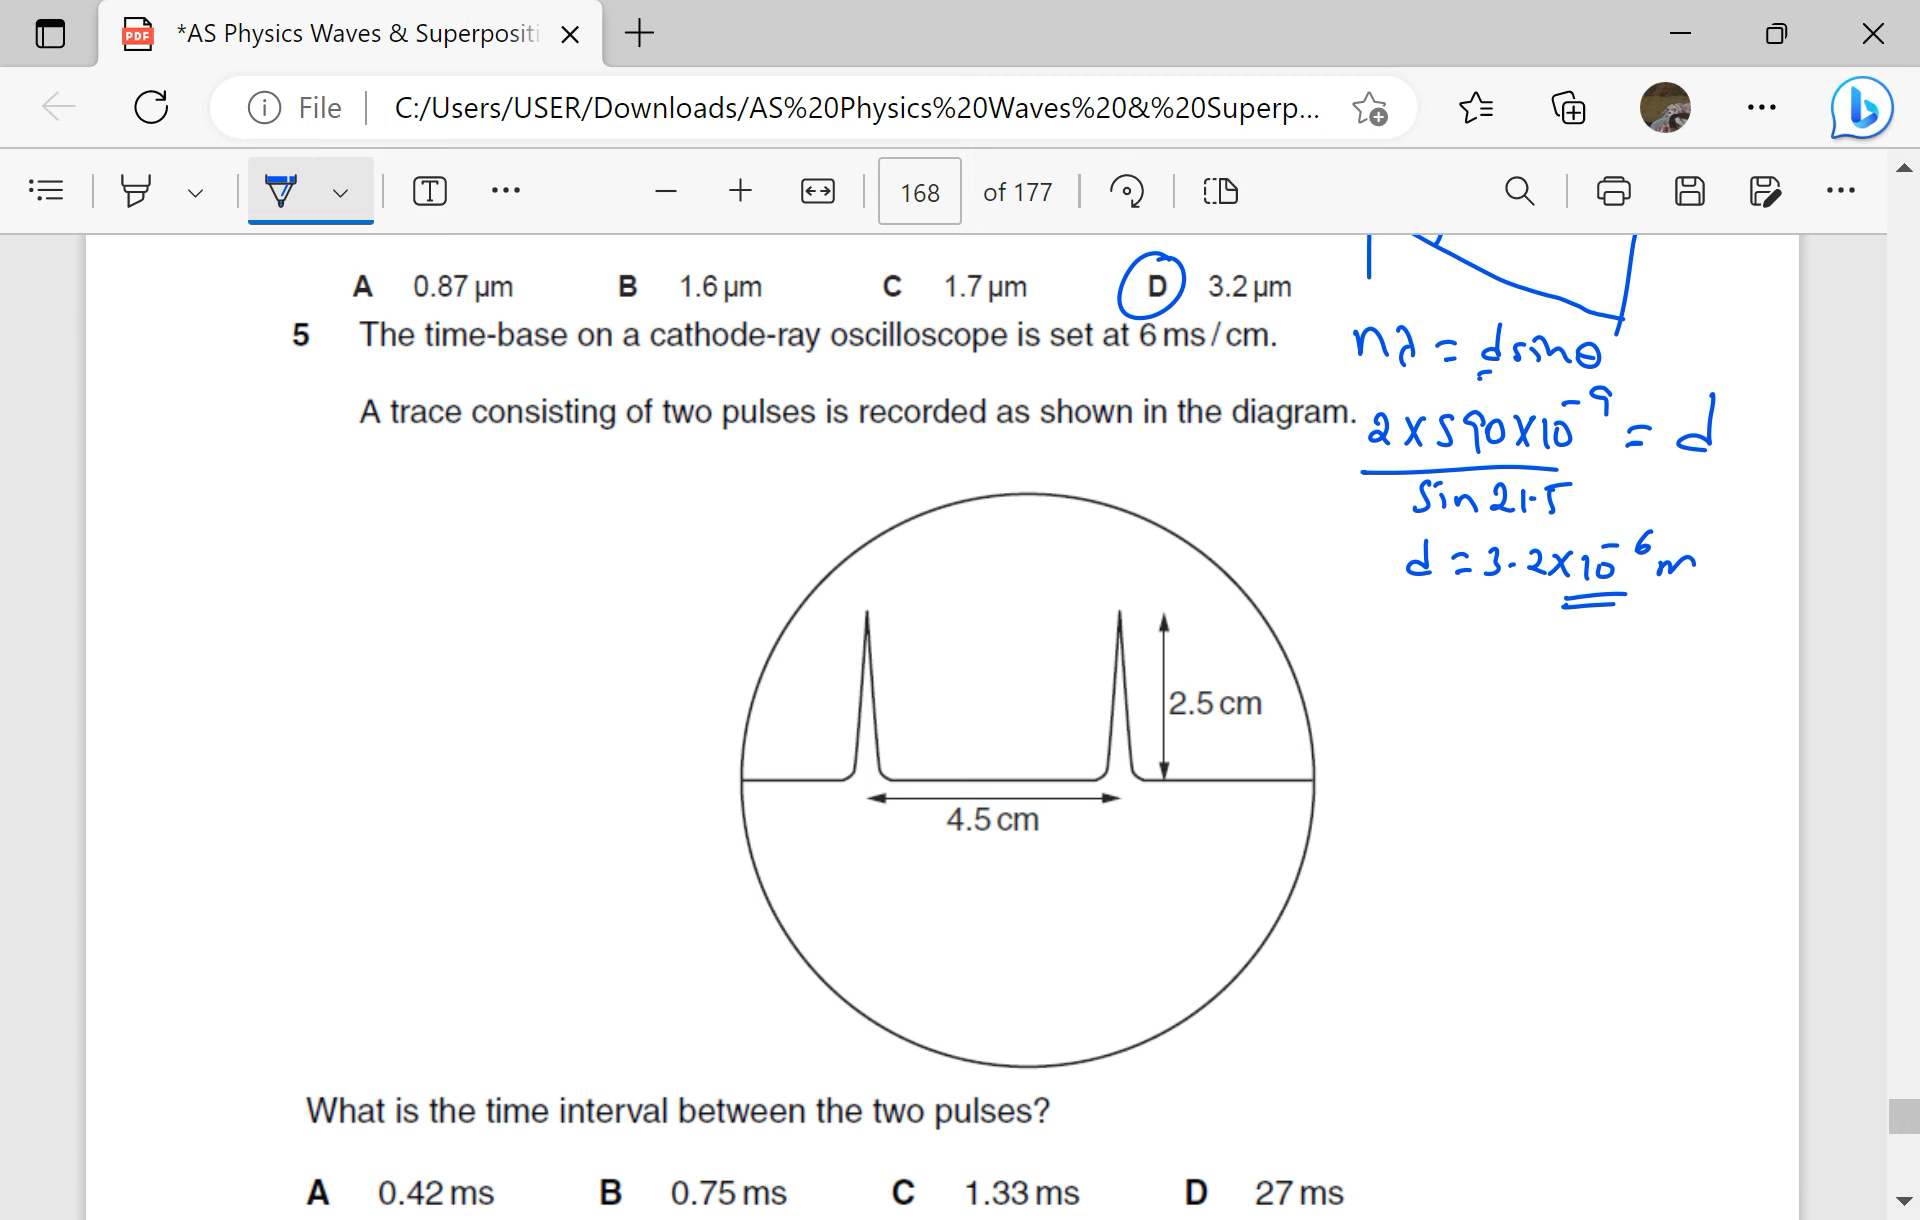 *AS Physics Waves & Superpositi
File
C:/Users/USER/Downloads/AS%20Physics%20Waves%20&%20Superp...
168 of 177
A 0.87 µm B 1.6 µm C 1.7 µm D 3.2 µm
5 The time-base on a cathode-ray oscilloscope is set at 6 ms / cm.
nλ = d sinθ
A trace consisting of two pulses is recorded as shown in the diagram.
2 × 590 × 10⁻⁹ = d
sin 21.5
d = 3.2 × 10⁻⁶ m
2.5 cm
4.5 cm
What is the time interval between the two pulses?
A 0.42 ms B 0.75 ms C 1.33 ms D 27 ms